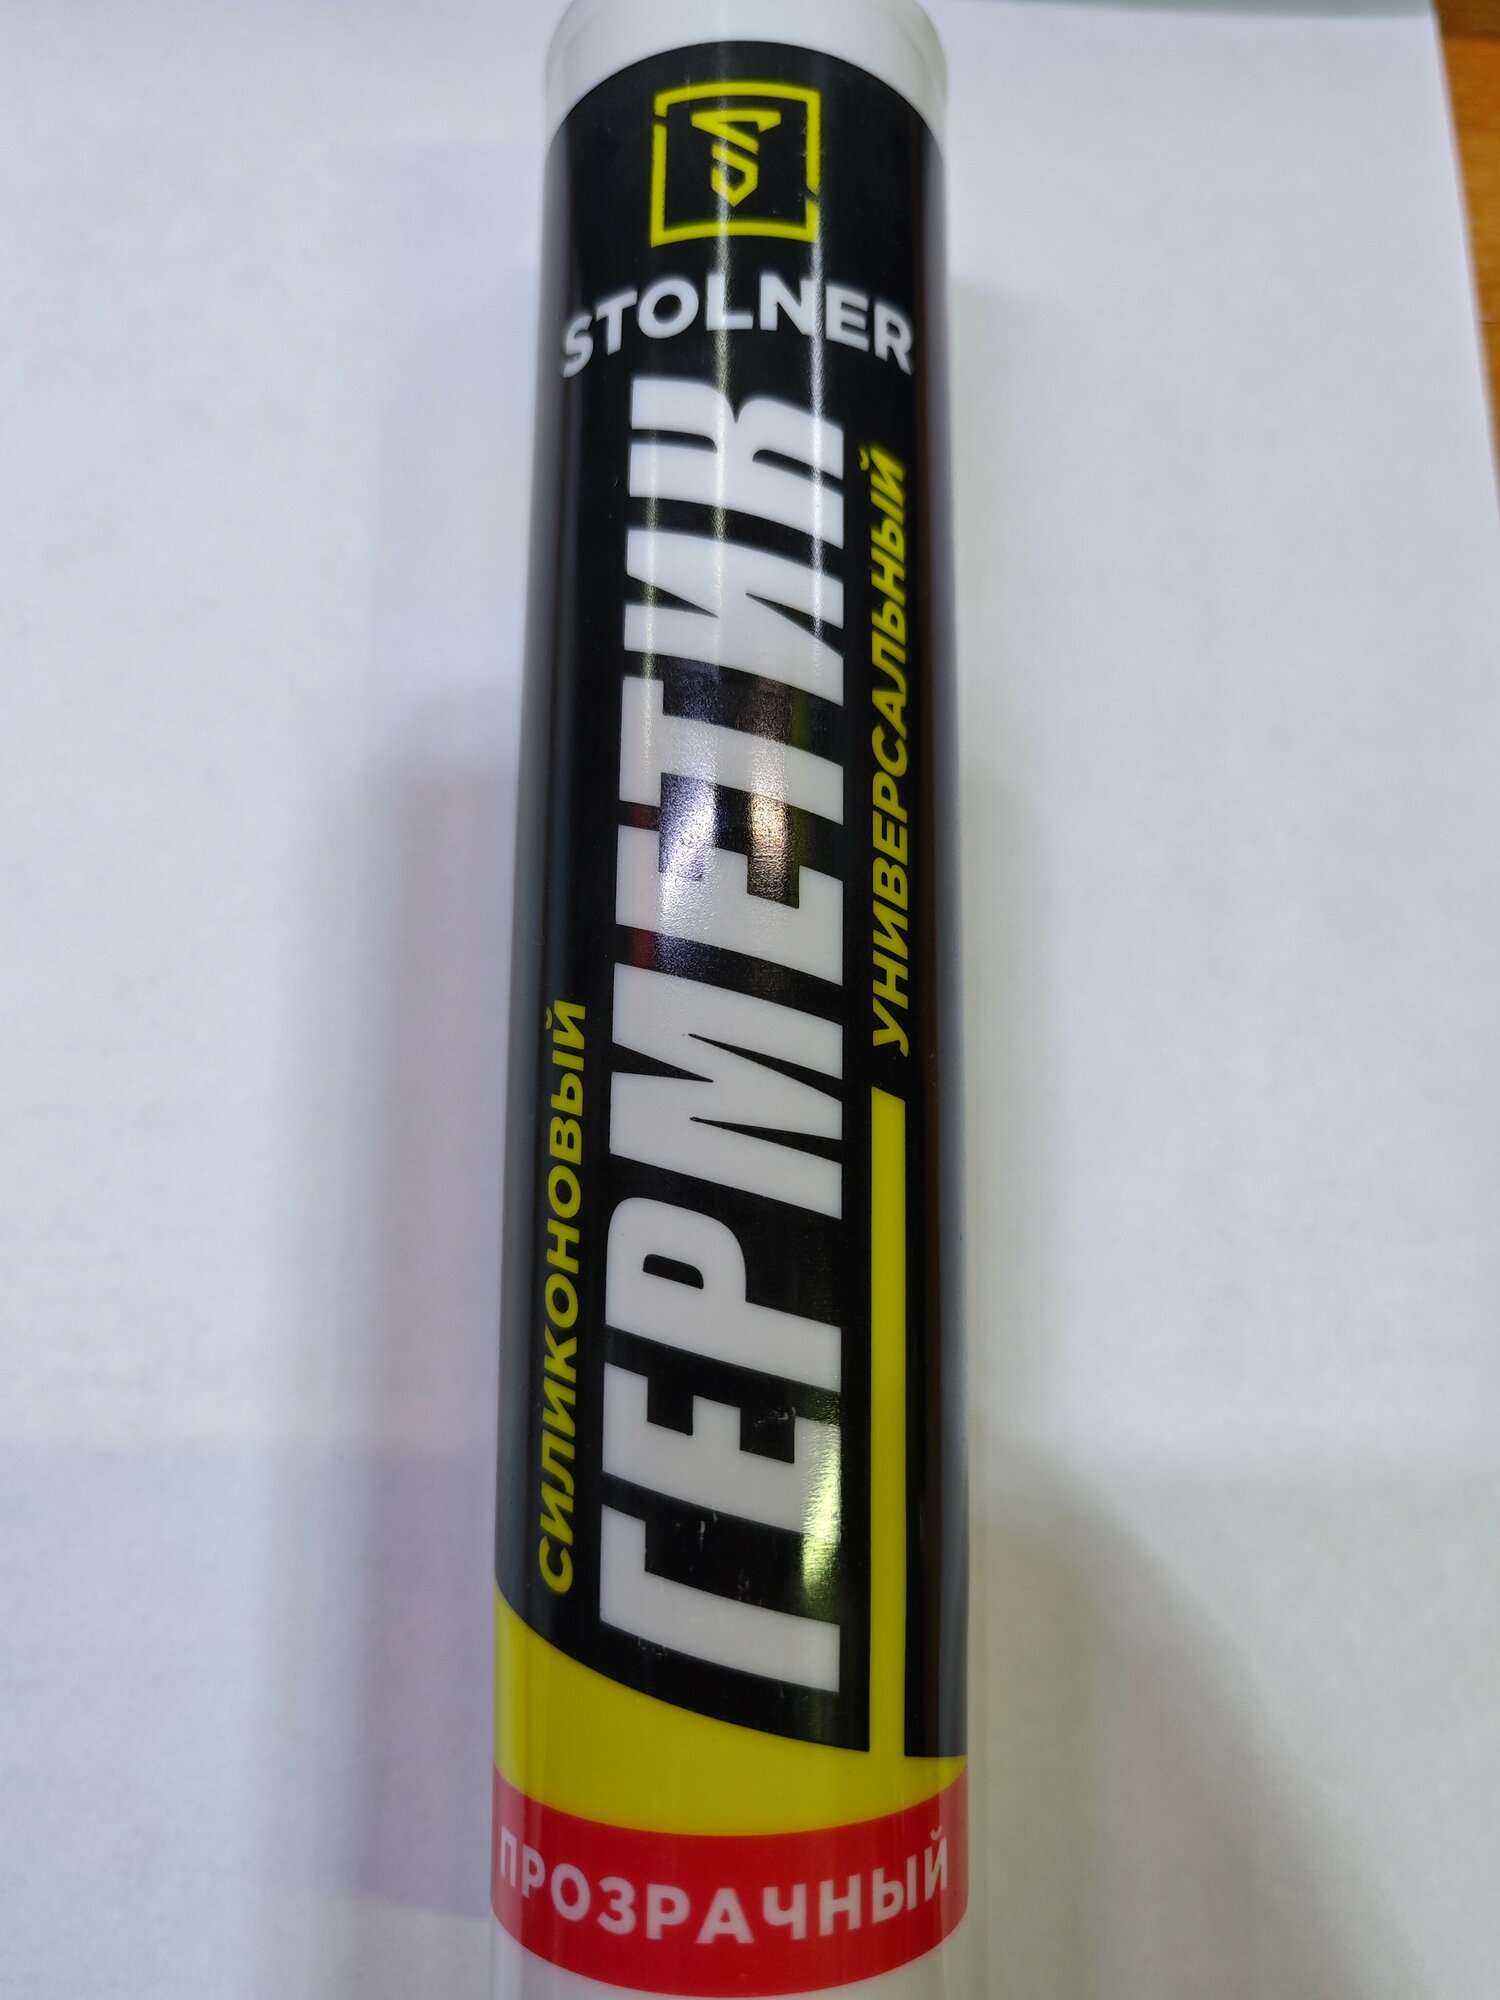 STOLNER
СИЛИКОНОВЫЙ
ГЕРМЕТИК
УНИВЕРСАЛЬНЫЙ
ПРОЗРАЧНЫЙ